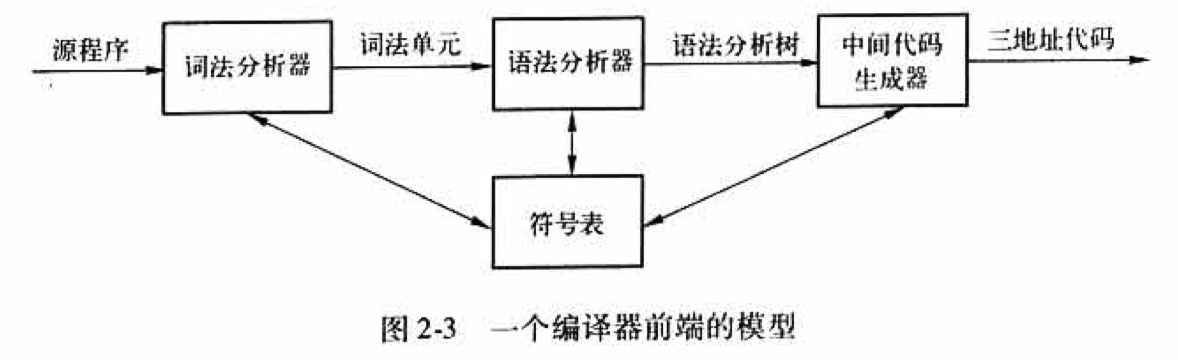 源程序
词法分析器
词法单元
语法分析器
语法分析树
中间代码
生成器
三地址代码
符号表
图 2-3 一个编译器前端的模型